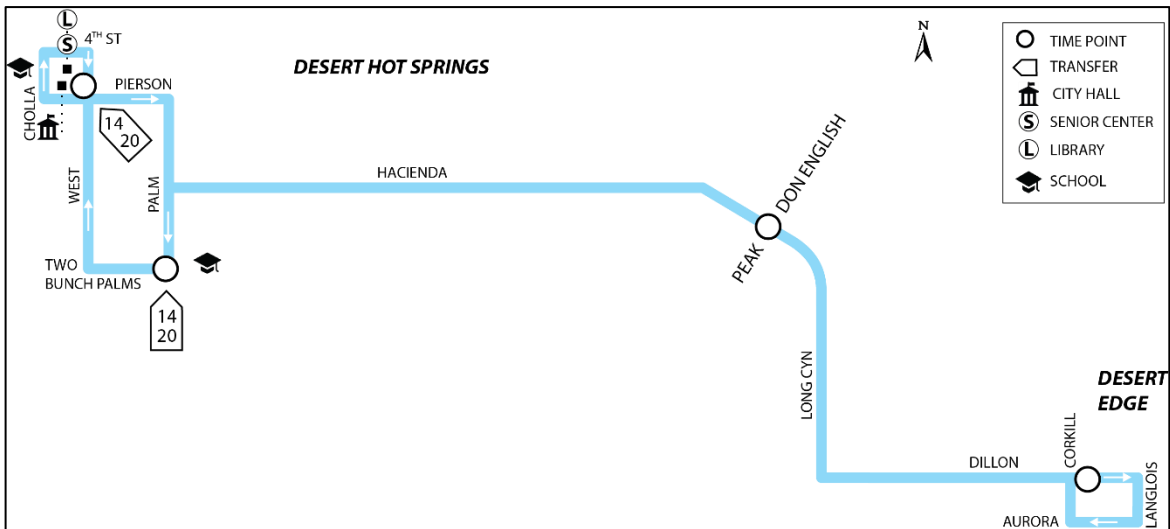 L
S
4TH ST
DESERT HOT SPRINGS
PIERSON
CHOLLA
14
20
WEST
PALM
HACIENDA
DON ENGLISH
PEAK
TWO
BUNCH PALMS
14
20
LONG CYN
DESERT
EDGE
DILLON
CORKILL
LANGLOIS
AURORA
N
TIME POINT
TRANSFER
CITY HALL
S SENIOR CENTER
L LIBRARY
SCHOOL